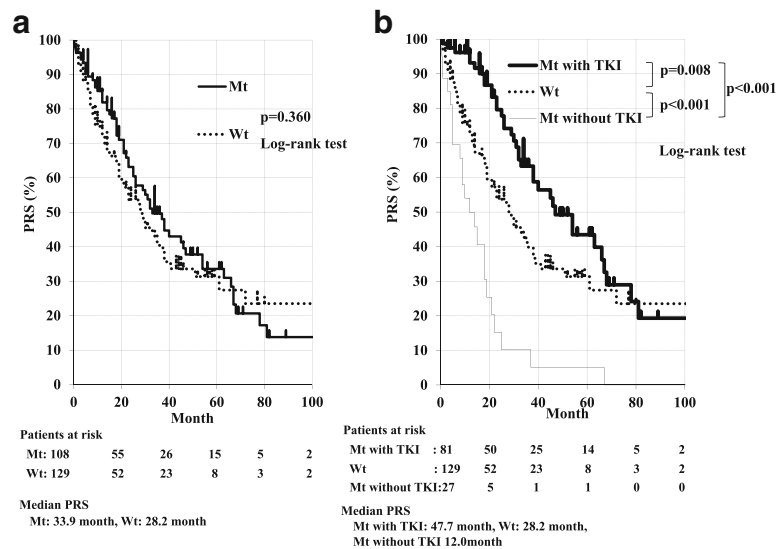 a
100
90
80
70
60
50
40
30
20
10
0
PRS (%)
Mt
p=0.360
Wt
Log-rank test
0 20 40 60 80 100
Month
Patients at risk
Mt: 108 55 26 15 5 2
Wt: 129 52 23 8 3 2
Median PRS
Mt: 33.9 month, Wt: 28.2 month
b
100
90
80
70
60
50
40
30
20
10
0
PRS (%)
Mt with TKI
p=0.008
Wt
p<0.001
p<0.001
Mt without TKI
Log-rank test
0 20 40 60 80 100
Month
Patients at risk
Mt with TKI : 81 50 25 14 5 2
Wt : 129 52 23 8 3 2
Mt without TKI:27 5 1 1 0 0
Median PRS
Mt with TKI: 47.7 month, Wt: 28.2 month,
Mt without TKI 12.0month